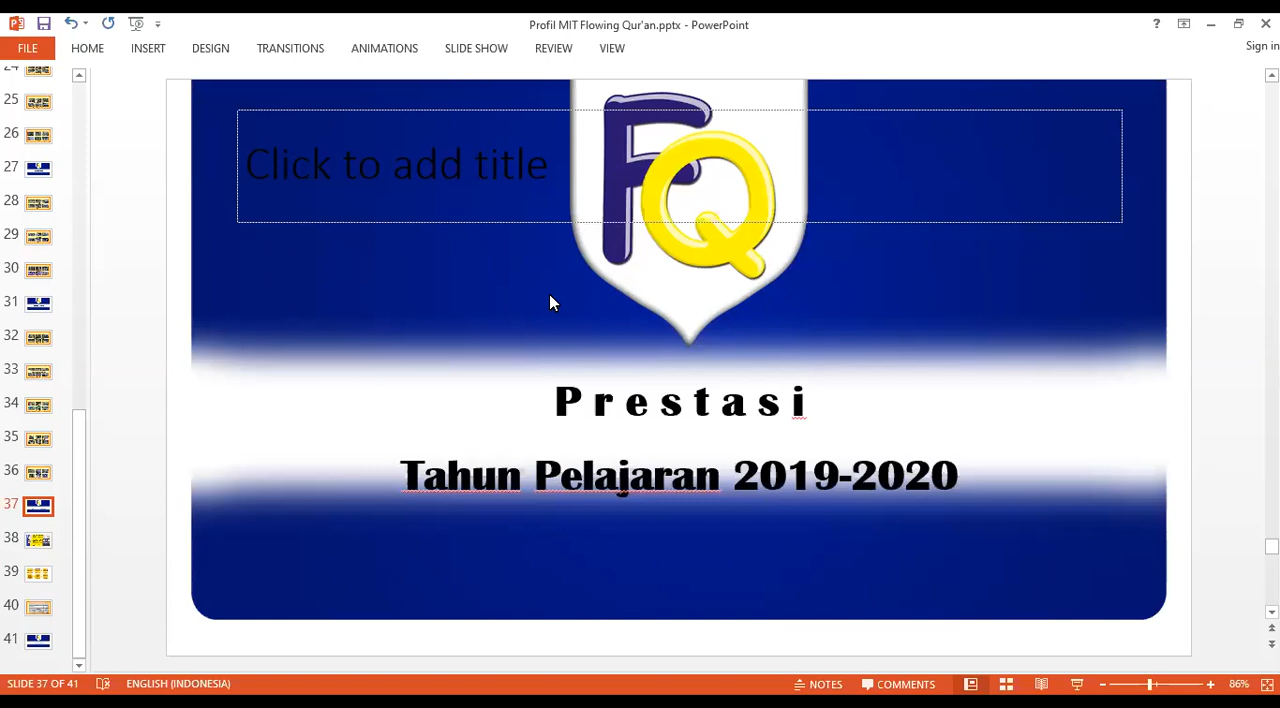 Profil MIT Flowing Qur'an.pptx - PowerPoint
?
FILE HOME INSERT DESIGN TRANSITIONS ANIMATIONS SLIDE SHOW REVIEW VIEW
Sign in
24
25
26
27
28
29
30
31
32
33
34
35
36
37
38
39
40
41
FQ
Click to add title
P r e s t a s i
Tahun Pelajaran 2019-2020
SLIDE 37 OF 41 ENGLISH (INDONESIA) NOTES COMMENTS 86%